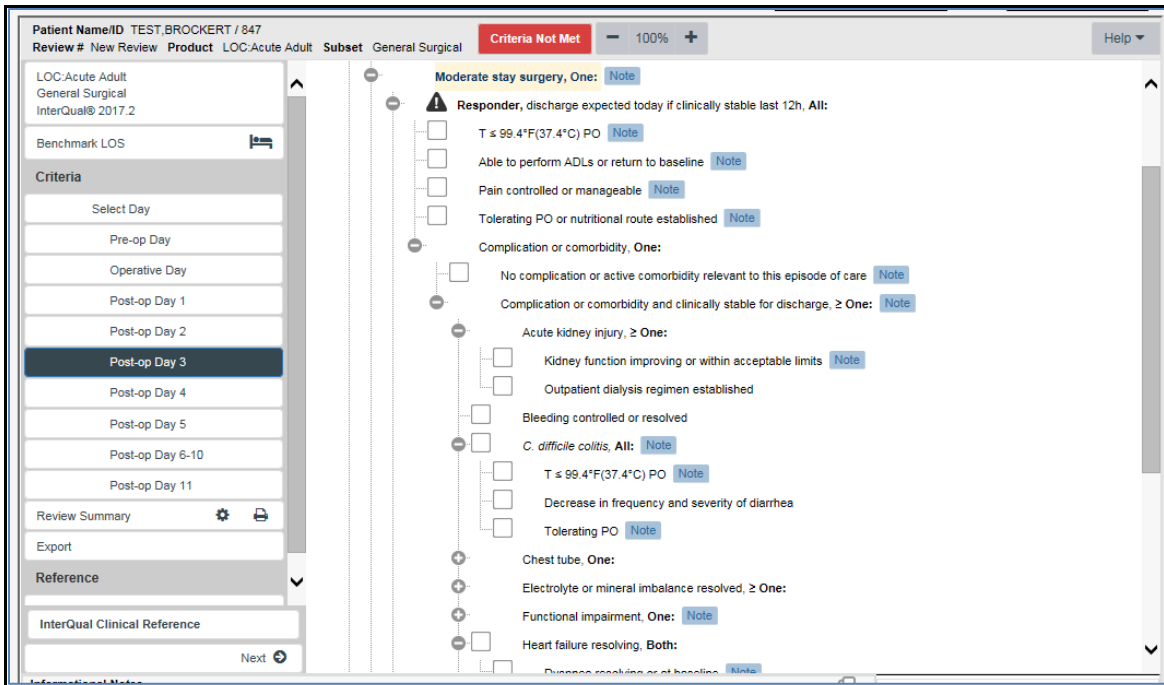 Patient Name/ID TEST,BROCKERT / 847
Review # New Review Product LOC:Acute Adult Subset General Surgical
Criteria Not Met
100%
Help
LOC:Acute Adult
General Surgical
InterQual® 2017.2
Benchmark LOS
Criteria
Select Day
Pre-op Day
Operative Day
Post-op Day 1
Post-op Day 2
Post-op Day 3
Post-op Day 4
Post-op Day 5
Post-op Day 6-10
Post-op Day 11
Review Summary
Export
Reference
InterQual Clinical Reference
Next
Informational Notes
Moderate stay surgery, One: Note
Responder, discharge expected today if clinically stable last 12h, All:
T ≤ 99.4°F(37.4°C) PO Note
Able to perform ADLs or return to baseline Note
Pain controlled or manageable Note
Tolerating PO or nutritional route established Note
Complication or comorbidity, One:
No complication or active comorbidity relevant to this episode of care Note
Complication or comorbidity and clinically stable for discharge, ≥ One: Note
Acute kidney injury, ≥ One:
Kidney function improving or within acceptable limits Note
Outpatient dialysis regimen established
Bleeding controlled or resolved
C. difficile colitis, All: Note
T ≤ 99.4°F(37.4°C) PO Note
Decrease in frequency and severity of diarrhea
Tolerating PO Note
Chest tube, One:
Electrolyte or mineral imbalance resolved, ≥ One:
Functional impairment, One: Note
Heart failure resolving, Both:
Dyspnea resolving or at baseline Note